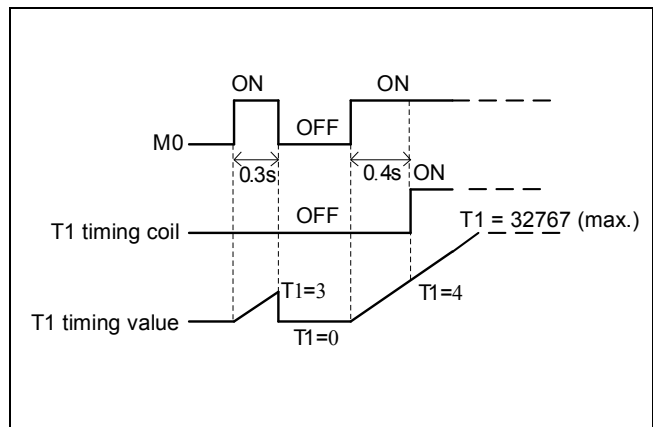 ON
ON
M0
OFF
0.3s
0.4s
ON
T1 timing coil
OFF
T1 = 32767 (max.)
T1=3
T1=4
T1 timing value
T1=0